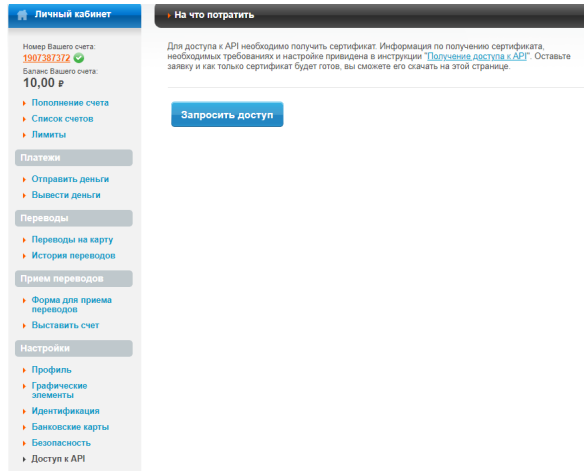 Личный кабинет
Номер Вашего счета:
1907387372
Баланс Вашего счета:
10,00 ₽
Пополнение счета
Список счетов
Лимиты
Платежи
Отправить деньги
Вывести деньги
Переводы
Переводы на карту
История переводов
Прием переводов
Форма для приема
переводов
Выставить счет
Настройки
Профиль
Графические
элементы
Идентификация
Банковские карты
Безопасность
Доступ к API
На что потратить
Для доступа к API необходимо получить сертификат. Информация по получению сертификата,
необходимых требованиях и настройке привидена в инструкции "Получение доступа к API". Оставьте
заявку и как только сертификат будет готов, вы сможете его скачать на этой странице.
Запросить доступ